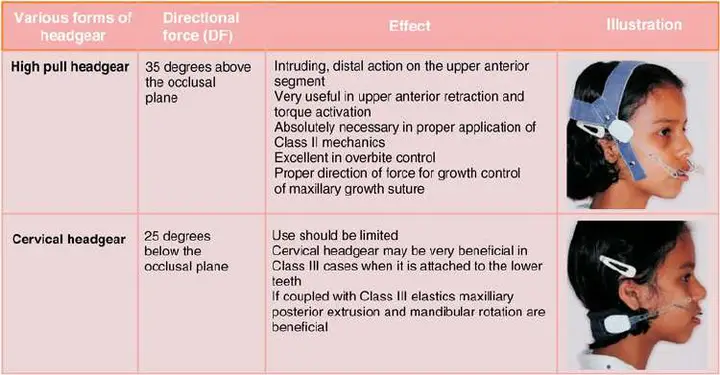 Various forms of
headgear
Directional
force (DF)
Effect
Illustration
High pull headgear
35 degrees above
the occlusal
plane
Intruding, distal action on the upper anterior
segment
Very useful in upper anterior retraction and
torque activation
Absolutely necessary in proper application of
Class II mechanics
Excellent in overbite control
Proper direction of force for growth control
of maxillary growth suture
Cervical headgear
25 degrees
below the
occlusal plane
Use should be limited
Cervical headgear may be very beneficial in
Class III cases when it is attached to the lower
teeth
If coupled with Class III elastics maxilliary
posterior extrusion and mandibular rotation are
beneficial